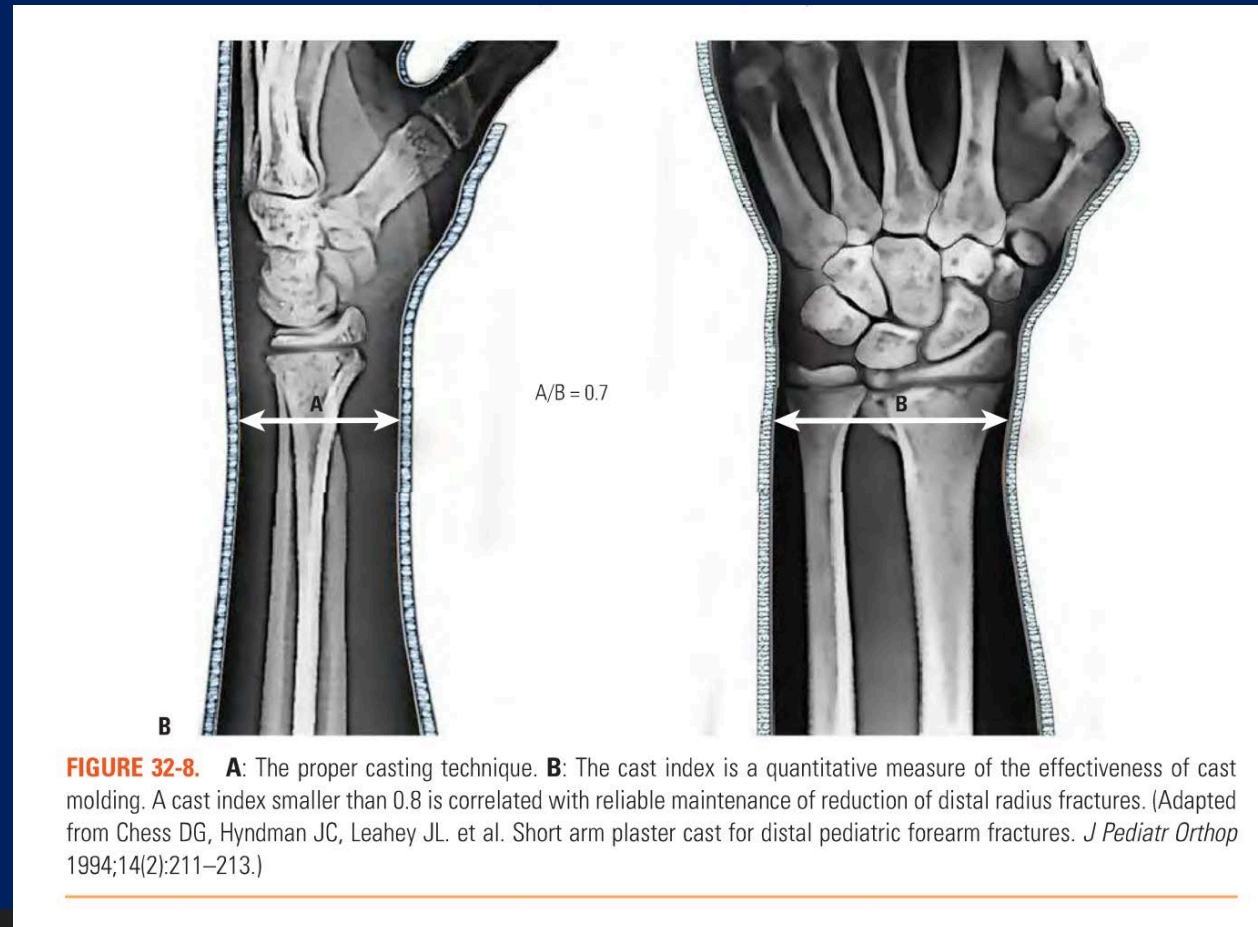 A
A/B = 0.7
B
B
FIGURE 32-8. A: The proper casting technique. B: The cast index is a quantitative measure of the effectiveness of cast
molding. A cast index smaller than 0.8 is correlated with reliable maintenance of reduction of distal radius fractures. (Adapted
from Chess DG, Hyndman JC, Leahey JL. et al. Short arm plaster cast for distal pediatric forearm fractures. J Pediatr Orthop
1994;14(2):211–213.)